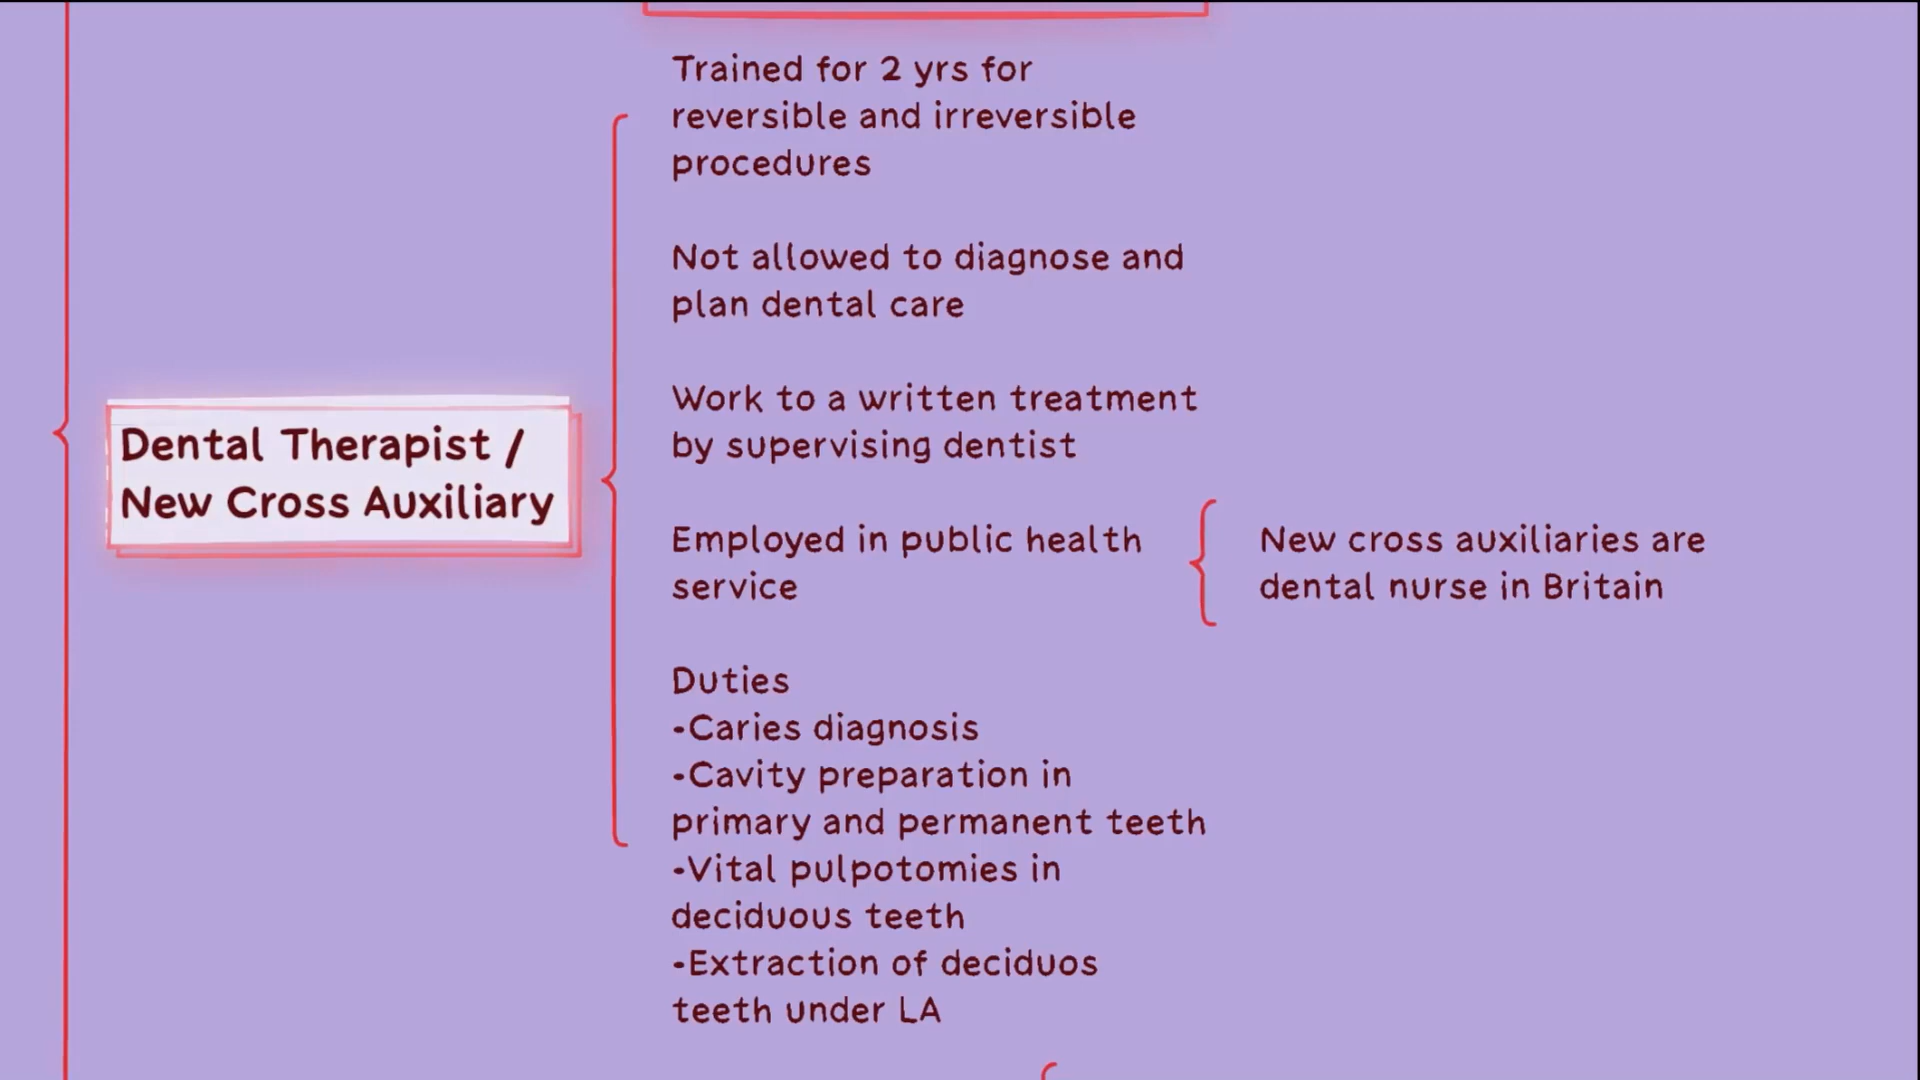 Dental Therapist /
New Cross Auxiliary
Trained for 2 yrs for
reversible and irreversible
procedures
Not allowed to diagnose and
plan dental care
Work to a written treatment
by supervising dentist
Employed in public health
service
New cross auxiliaries are
dental nurse in Britain
Duties
-Caries diagnosis
-Cavity preparation in
primary and permanent teeth
-Vital pulpotomies in
deciduous teeth
-Extraction of deciduos
teeth under LA